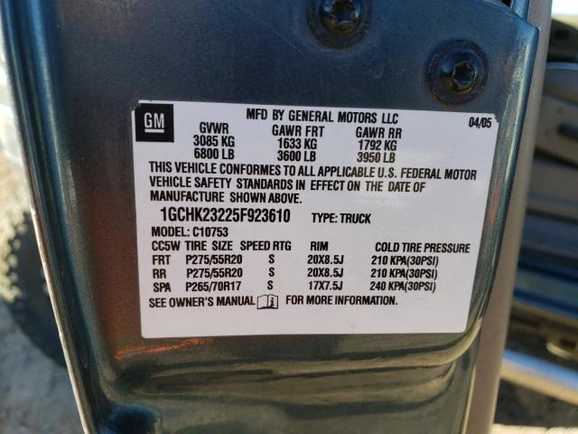 GM
MFD BY GENERAL MOTORS LLC 04/05
GVWR GAWR FRT GAWR RR
3085 KG 1633 KG 1792 KG
6800 LB 3600 LB 3950 LB
THIS VEHICLE CONFORMES TO ALL APPLICABLE U.S. FEDERAL MOTOR
VEHICLE SAFETY STANDARDS IN EFFECT ON THE DATE OF
MANUFACTURE SHOWN ABOVE.
1GCHK23225F923610 TYPE: TRUCK
MODEL: C10753
CC5W TIRE SIZE SPEED RTG RIM COLD TIRE PRESSURE
FRT P275/55R20 S 20X8.5J 210 KPA(30PSI)
RR P275/55R20 S 20X8.5J 210 KPA(30PSI)
SPA P265/70R17 S 17X7.5J 240 KPA(30PSI)
SEE OWNER'S MANUAL FOR MORE INFORMATION.